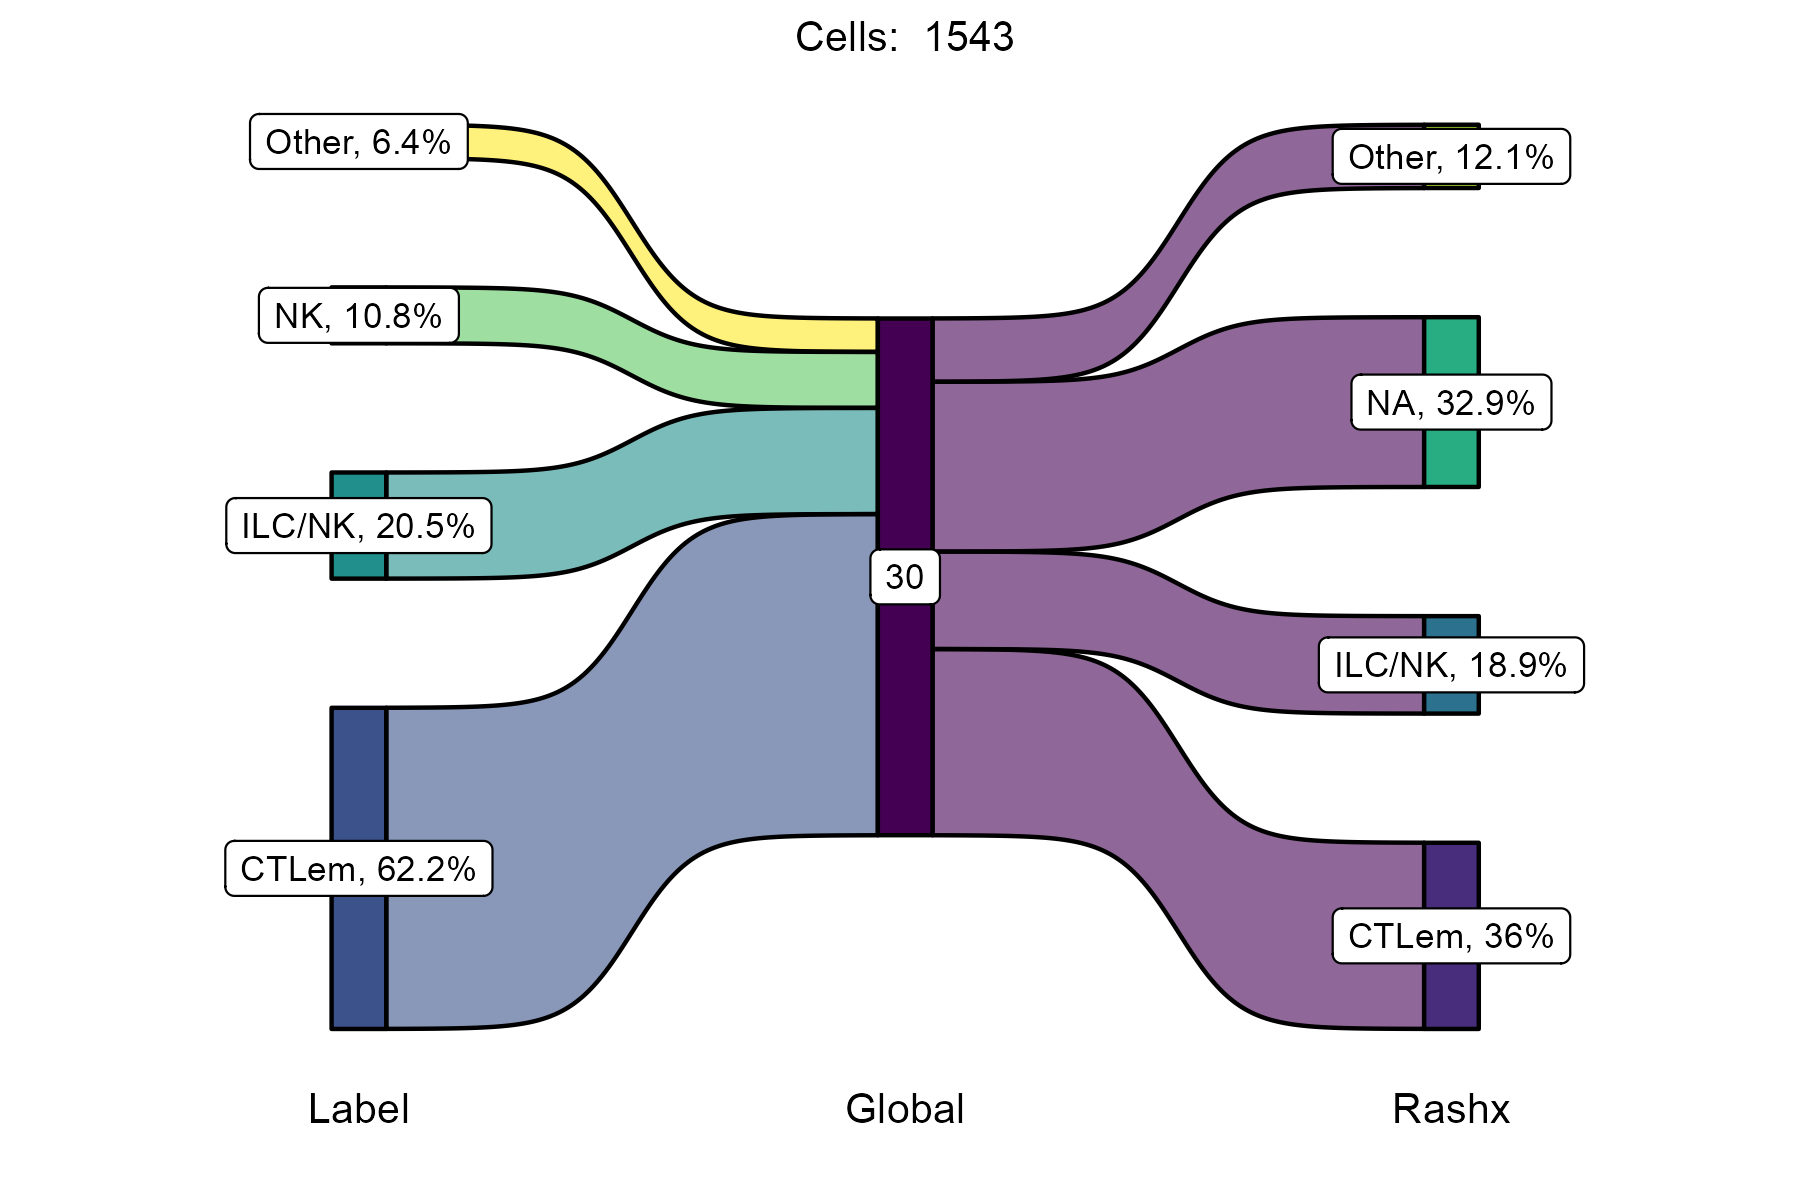 Cells:  1543
Other, 6.4%
NK, 10.8%
ILC/NK, 20.5%
CTLem, 62.2%
30
Other, 12.1%
NA, 32.9%
ILC/NK, 18.9%
CTLem, 36%
Label
Global
Rashx